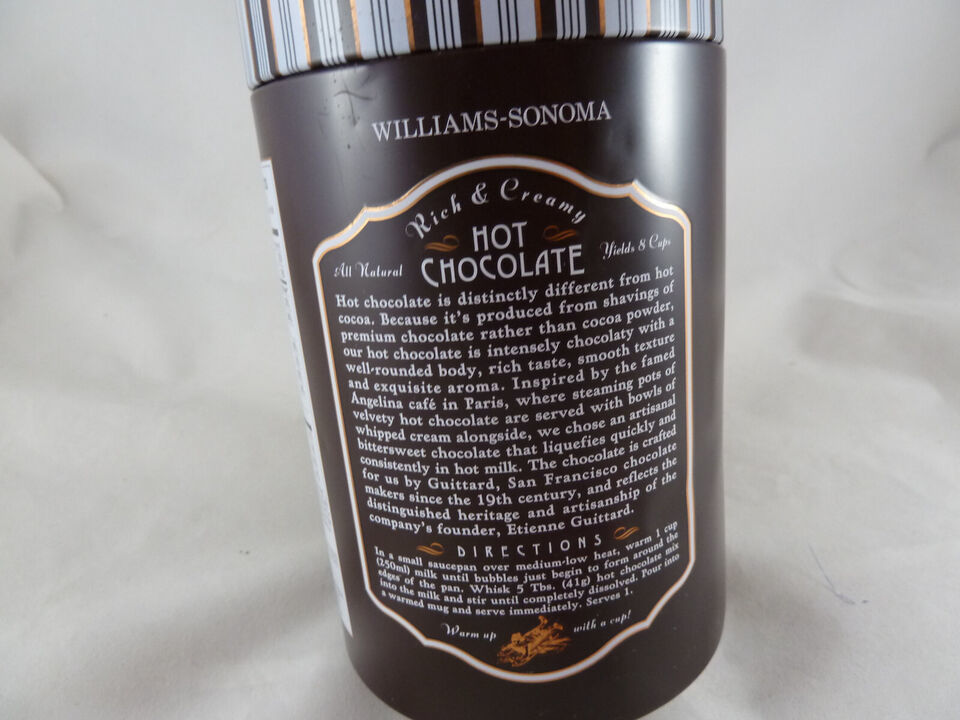 WILLIAMS-SONOMA
Rich & Creamy
HOT
CHOCOLATE
All Natural
Yields 8 Cups
Hot chocolate is distinctly different from hot
cocoa. Because it's produced from shavings of
premium chocolate rather than cocoa powder,
our hot chocolate is intensely chocolaty with a
well-rounded body, rich taste, smooth texture
and exquisite aroma. Inspired by the famed
Angelina café in Paris, where steaming pots of
velvety hot chocolate are served with bowls of
whipped cream alongside, we chose an artisanal
bittersweet chocolate that liquefies quickly and
consistently in hot milk. The chocolate is crafted
for us by Guittard, San Francisco chocolate
makers since the 19th century, and reflects the
distinguished heritage and artisanship of the
company's founder, Etienne Guittard.
DIRECTIONS
In a small saucepan over medium-low heat, warm 1 cup
(250ml) milk until bubbles just begin to form around the
edges of the pan. Whisk 5 Tbs. (41g) hot chocolate mix
into the milk and stir until completely dissolved. Pour into
a warmed mug and serve immediately. Serves 1.
Warm up with a cup!